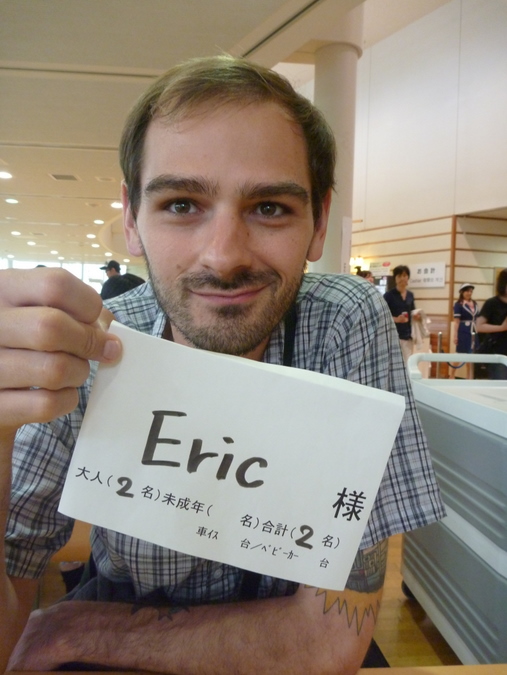 Eric
様
大人(2名)未成年( 名)合計(2名)
車イス 台/ベビーカー 台